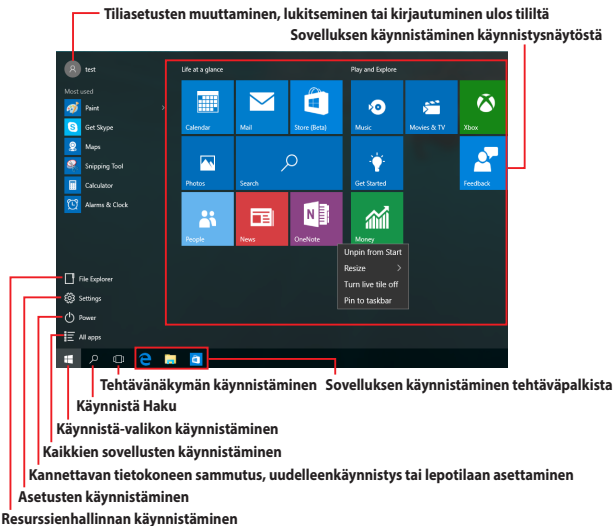 Tiliasetusten muuttaminen, lukitseminen tai kirjautuminen ulos tililtä
Sovelluksen käynnistäminen käynnistysnäytöstä
test
Life at a glance
Play and Explore
Most used
Paint
Get Skype
Maps
Snipping Tool
Calculator
Alarms & Clock
Calendar
Mail
Store (Beta)
Music
Movies & TV
Xbox
Photos
Search
Get Started
Feedback
People
News
OneNote
Money
Unpin from Start
Resize
Turn live tile off
Pin to taskbar
File Explorer
Settings
Power
All apps
Tehtävänäkymän käynnistäminen
Sovelluksen käynnistäminen tehtäväpalkista
Käynnistä Haku
Käynnistä-valikon käynnistäminen
Kaikkien sovellusten käynnistäminen
Kannettavan tietokoneen sammutus, uudelleenkäynnistys tai lepotilaan asettaminen
Asetusten käynnistäminen
Resurssienhallinnan käynnistäminen